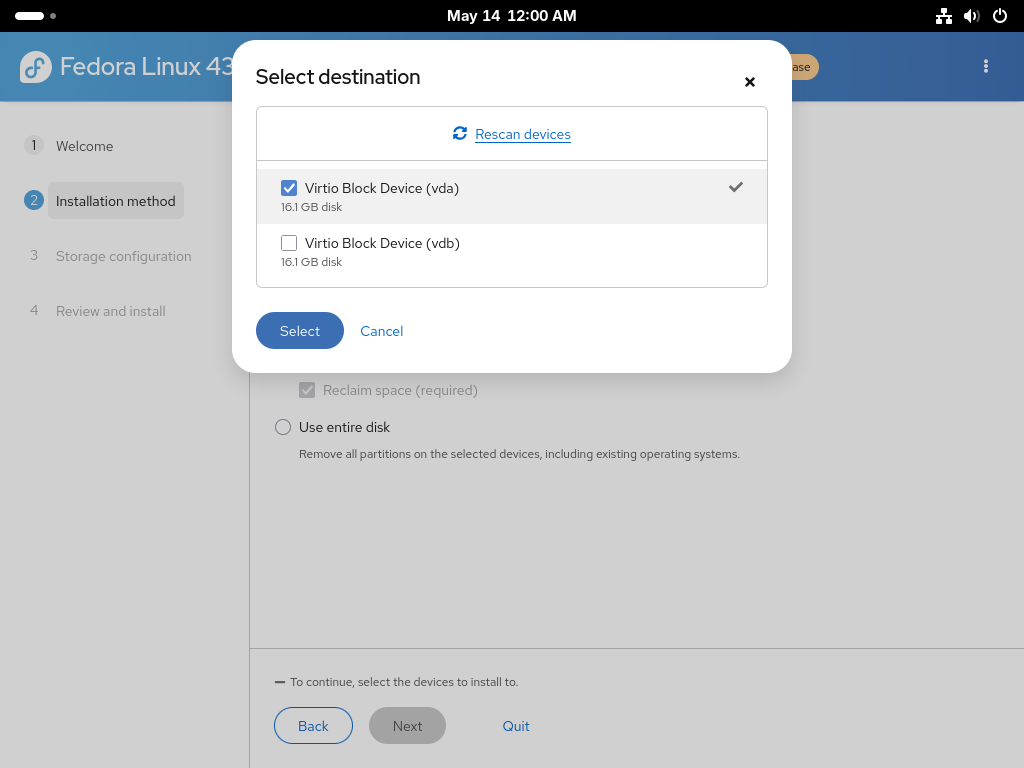 May 14 12:00 AM
Fedora Linux 43
ase
Select destination
Rescan devices
1 Welcome
2 Installation method
3 Storage configuration
4 Review and install
Virtio Block Device (vda)
16.1 GB disk
Virtio Block Device (vdb)
16.1 GB disk
Select Cancel
Reclaim space (required)
Use entire disk
Remove all partitions on the selected devices, including existing operating systems.
To continue, select the devices to install to.
Back Next Quit